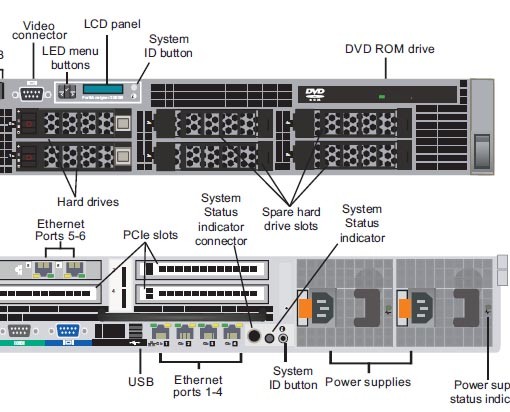 Video
connector
LCD panel
System
ID button
LED menu
buttons
DVD ROM drive
DVD
Hard drives
Spare hard
drive slots
System
Status
indicator
connector
System
Status
indicator
Ethernet
Ports 5-6
PCIe slots
USB
Ethernet
ports 1-4
System
ID button
Power supplies
Power sup
status indic